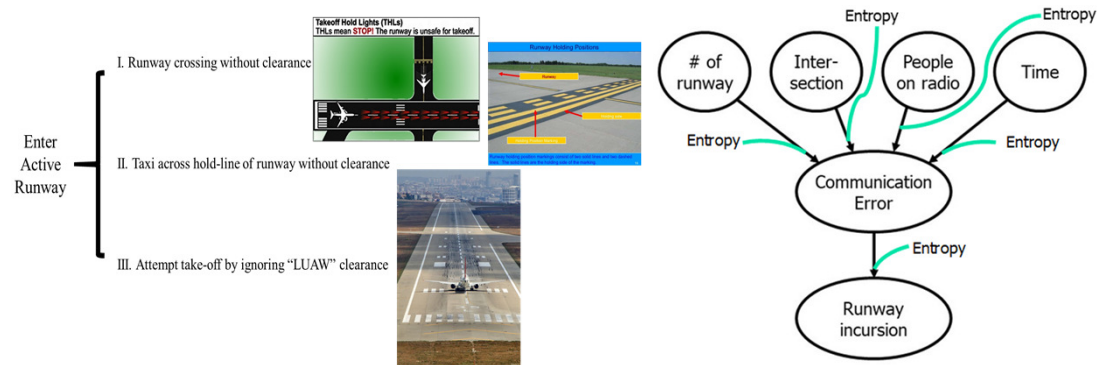 Enter
Active
Runway
I. Runway crossing without clearance
II. Taxi across hold-line of runway without clearance
III. Attempt take-off by ignoring “LUAW” clearance
Takeoff Hold Lights (THLs)
THLs mean STOP! The runway is unsafe for takeoff.
Runway Holding Positions
Runway
Entropy
Entropy
# of
runway
Inter-
section
People
on radio
Time
Entropy
Entropy
Communication
Error
Entropy
Runway
incursion